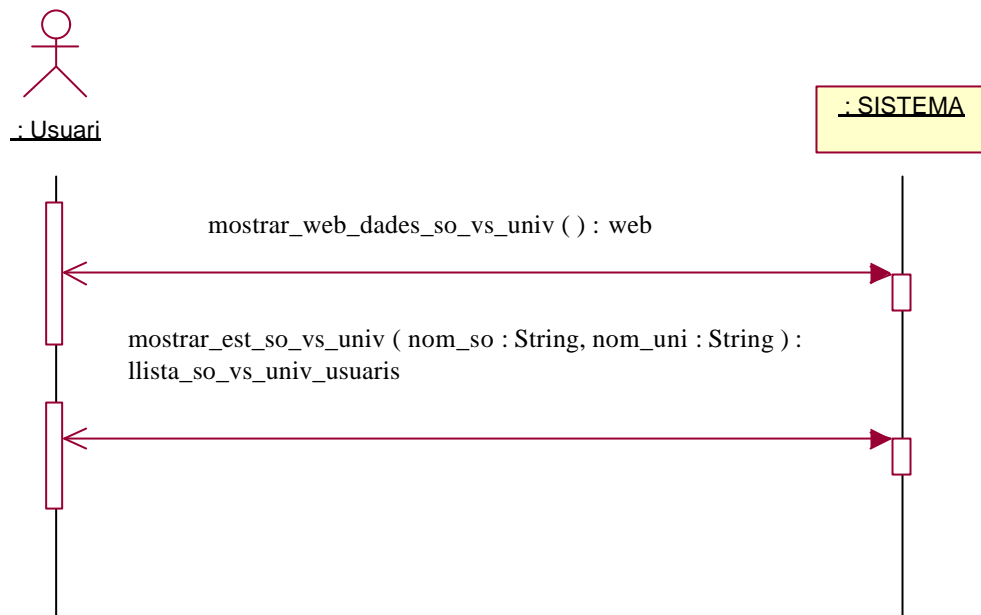 : Usuari
: SISTEMA
mostrar_web_dades_so_vs_univ ( ) : web
mostrar_est_so_vs_univ ( nom_so : String, nom_uni : String ) :
llista_so_vs_univ_usuaris